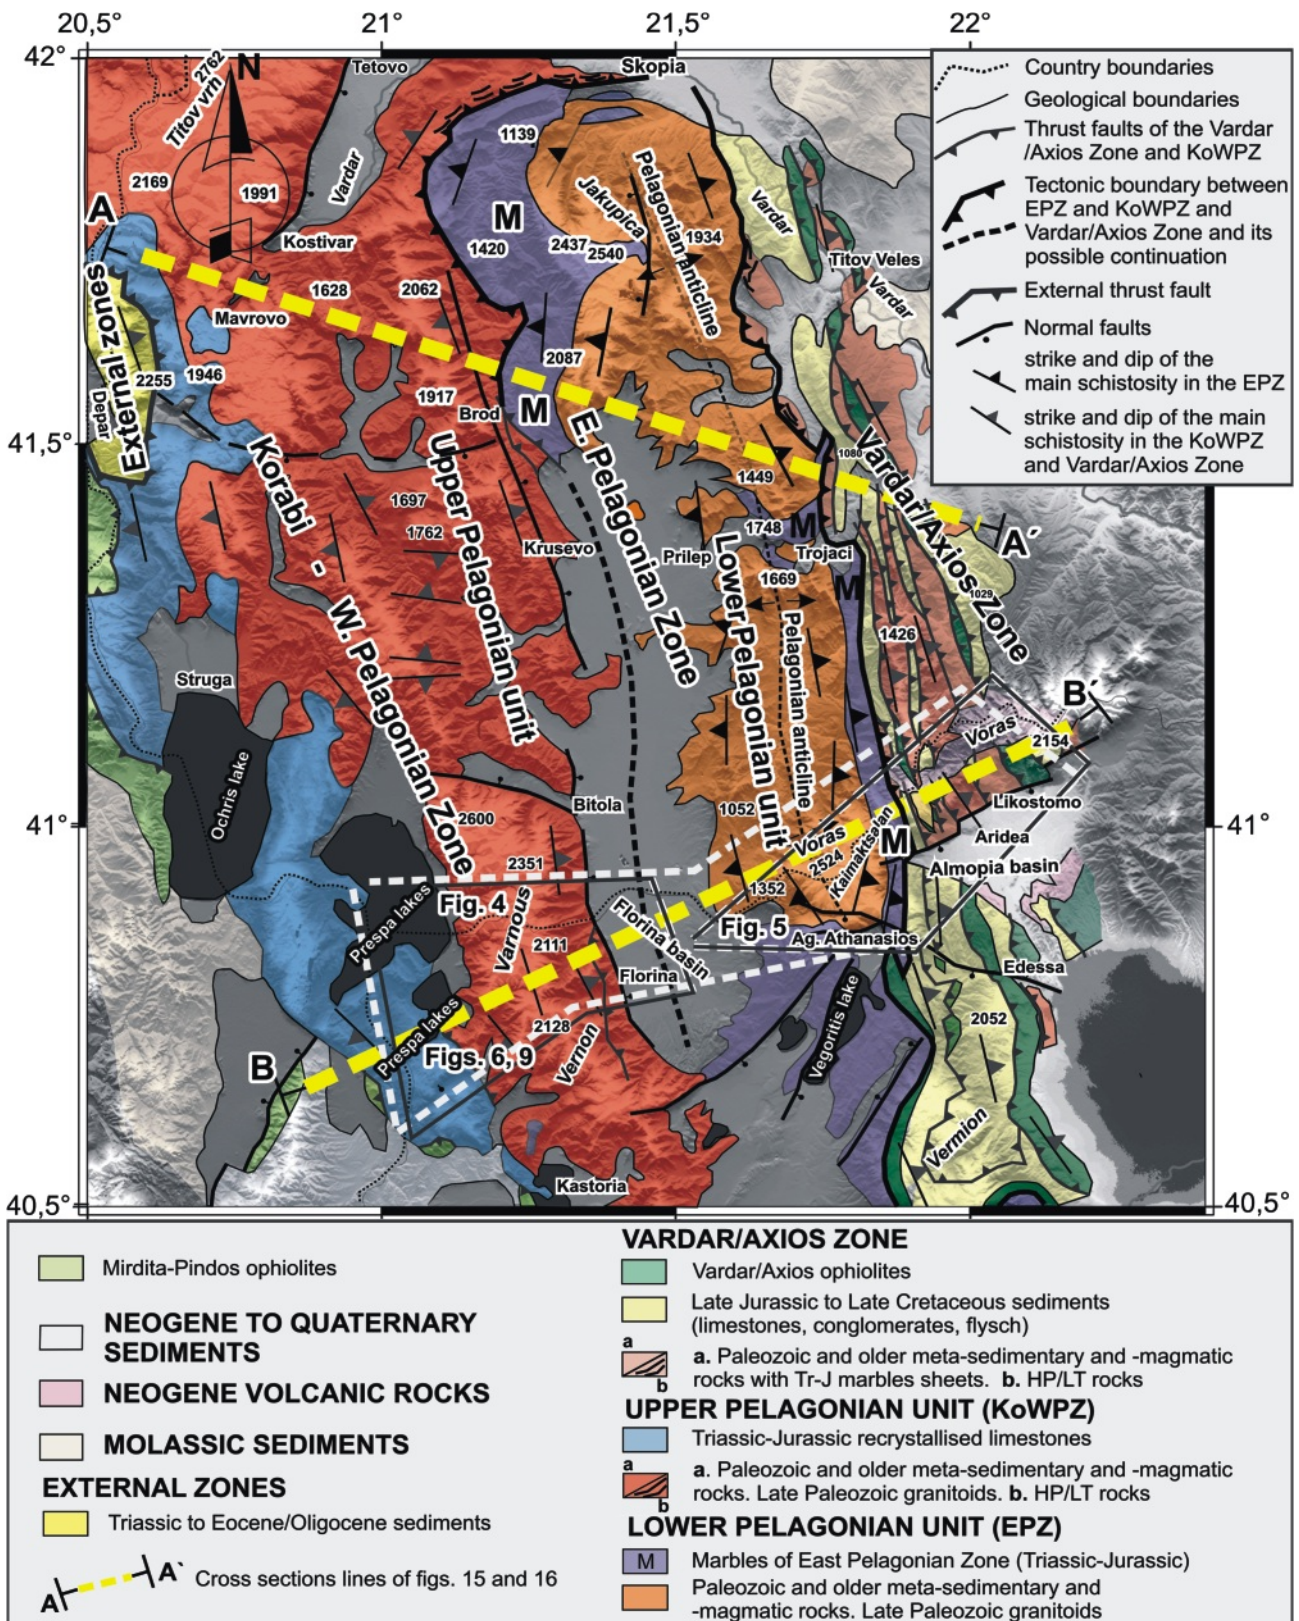 20,5°
21°
21,5°
22°
42°
41,5°
41°
40,5°
41°
40,5°
Country boundaries
Geological boundaries
Thrust faults of the Vardar
/Axios Zone and KoWPZ
Tectonic boundary between
EPZ and KoWPZ and
Vardar/Axios Zone and its
possible continuation
External thrust fault
Normal faults
strike and dip of the
main schistosity in the EPZ
strike and dip of the main
schistosity in the KoWPZ
and Vardar/Axios Zone
N
2762
Titov vrh
Tetovo
Skopia
2169
1991
Vardar
1139
Jakupica
Pelagonian anticline
Vardar
A
Kostivar
M
1420
2437
2540
1934
Titov Veles
Vardar
External zones
Depar
1628
2062
Mavrovo
2255
1946
1917
2087
Brod
M
Korabi - W. Pelagonian Zone
Upper Pelagonian unit
E. Pelagonian Zone
Lower Pelagonian unit
Vardar/Axios Zone
1080
1449
1697
1762
1748
M
A´
Krusevo
Prilep
Trojaci
1669
M
1029
Pelagonian anticline
1426
Struga
B´
Voras
2154
Ochris lake
Bitola
Likostomo
2600
1052
Aridea
2351
Voras
2524
Kaimaktsalan
M
Almopia basin
Prespa lakes
Fig. 4
Varnous
1352
Fig. 5
Florina basin
2111
Ag. Athanasios
Florina
Edessa
Prespa lakes
Figs. 6, 9
2128
Vernon
Vegoritis lake
2052
B
Vermion
Kastoria
Mirdita-Pindos ophiolites
NEOGENE TO QUATERNARY
SEDIMENTS
NEOGENE VOLCANIC ROCKS
MOLASSIC SEDIMENTS
EXTERNAL ZONES
Triassic to Eocene/Oligocene sediments
A A` Cross sections lines of figs. 15 and 16
VARDAR/AXIOS ZONE
Vardar/Axios ophiolites
Late Jurassic to Late Cretaceous sediments
(limestones, conglomerates, flysch)
a a. Paleozoic and older meta-sedimentary and -magmatic
b rocks with Tr-J marbles sheets. b. HP/LT rocks
UPPER PELAGONIAN UNIT (KoWPZ)
Triassic-Jurassic recrystallised limestones
a a. Paleozoic and older meta-sedimentary and -magmatic
b rocks. Late Paleozoic granitoids. b. HP/LT rocks
LOWER PELAGONIAN UNIT (EPZ)
M Marbles of East Pelagonian Zone (Triassic-Jurassic)
Paleozoic and older meta-sedimentary and
-magmatic rocks. Late Paleozoic granitoids